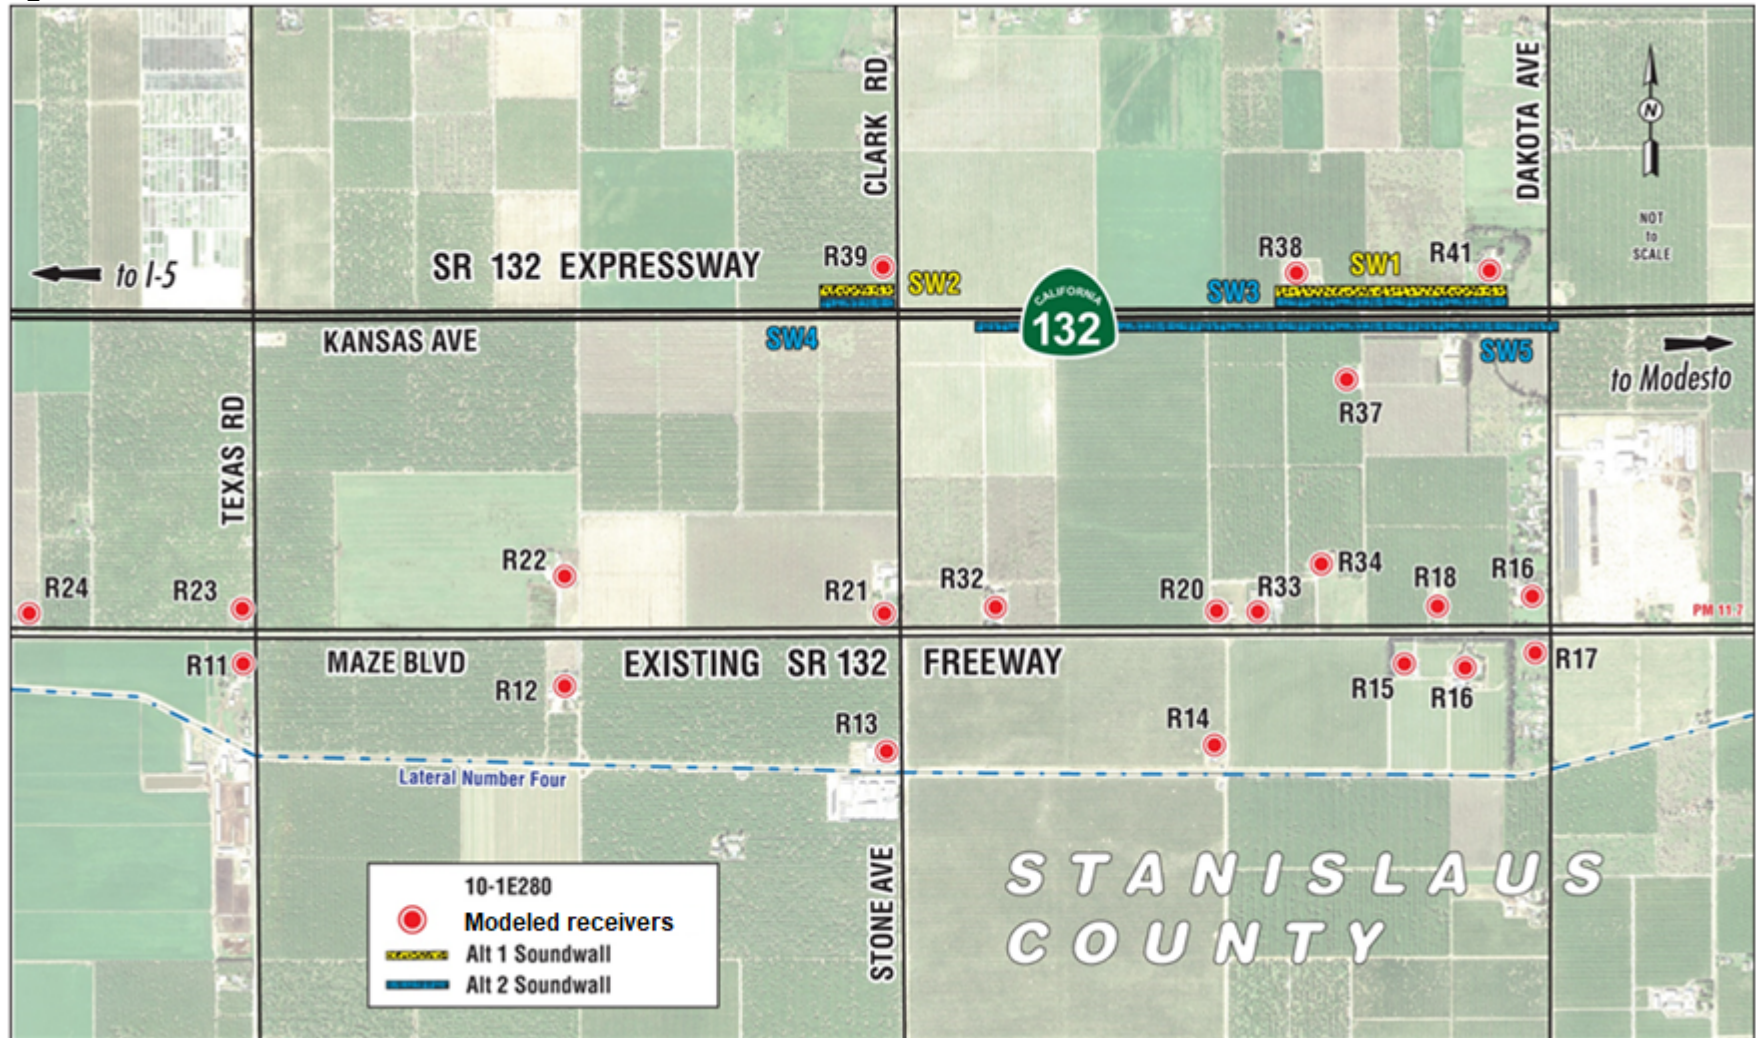 CLARK RD
DAKOTA AVE
N
NOT
to
SCALE
to I-5
SR 132 EXPRESSWAY
R39
SW2
R38
SW1
R41
SW3
CALIFORNIA
132
KANSAS AVE
SW4
SW5
to Modesto
R37
TEXAS RD
R24
R23
R22
R21
R32
R20
R33
R34
R18
R16
PM 11·7
R11
MAZE BLVD
R12
EXISTING SR 132 FREEWAY
R13
R14
R15
R16
R17
Lateral Number Four
STONE AVE
STANISLAUS
COUNTY
10-1E280
Modeled receivers
Alt 1 Soundwall
Alt 2 Soundwall